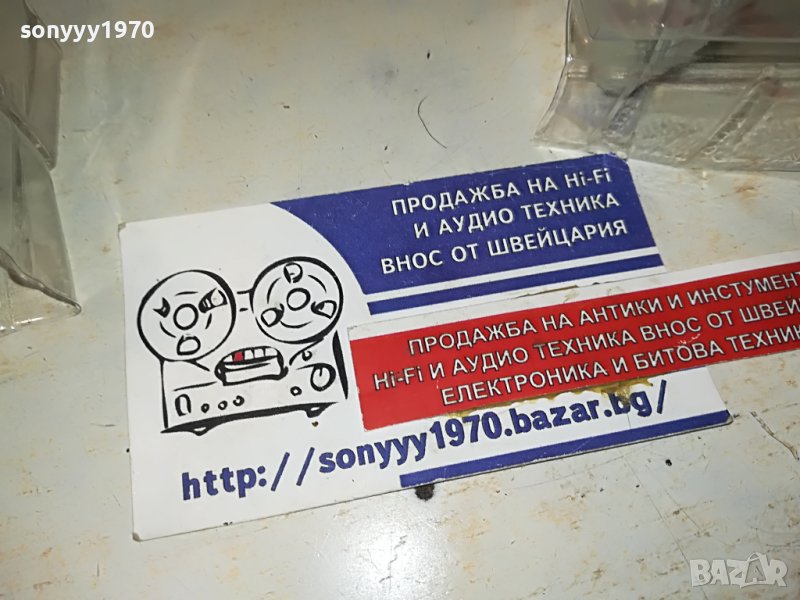 sonyyy1970
ПРОДАЖБА НА Hi-Fi
И АУДИО ТЕХНИКА
ВНОС ОТ ШВЕЙЦАРИЯ
ПРОДАЖБА НА АНТИКИ И ИНСТУМЕНТ
Hi-Fi И АУДИО ТЕХНИКА ВНОС ОТ ШВЕЙ
ЕЛЕКТРОНИКА И БИТОВА ТЕХНИК
http://sonyyy1970.bazar.bg/
BAZAR